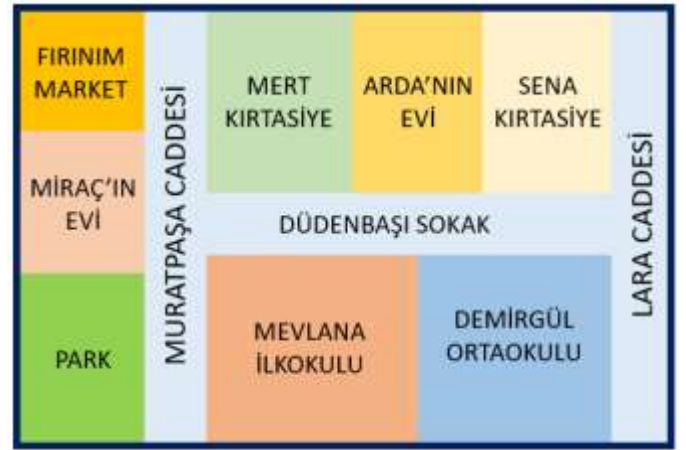 FIRINIM
MARKET
MİRAÇ'IN
EVİ
PARK
MURATPAŞA CADDESİ
MERT
KIRTASİYE
ARDA'NIN
EVİ
SENA
KIRTASİYE
DÜDENBAŞI SOKAK
MEVLANA
İLKOKULU
DEMİRGÜL
ORTAOKULU
LARA CADDESİ